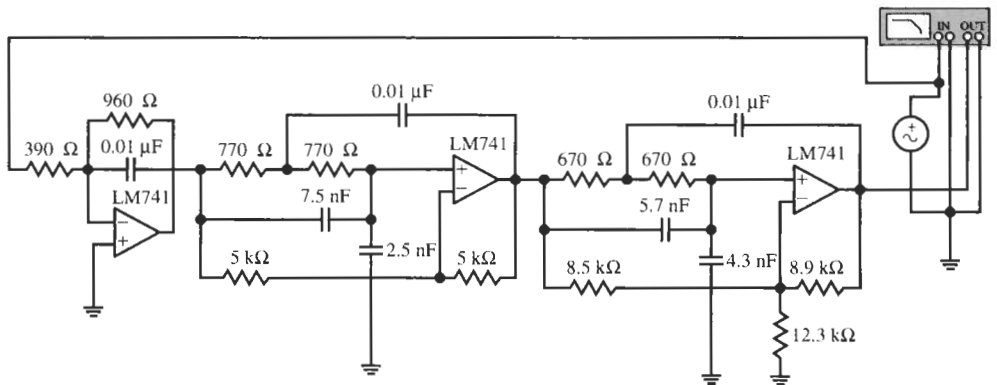 IN OUT
0.01 µF
960 Ω
390 Ω
0.01 µF
LM741
770 Ω
770 Ω
LM741
7.5 nF
2.5 nF
5 kΩ
5 kΩ
0.01 µF
670 Ω
670 Ω
LM741
5.7 nF
4.3 nF
8.5 kΩ
8.9 kΩ
12.3 kΩ